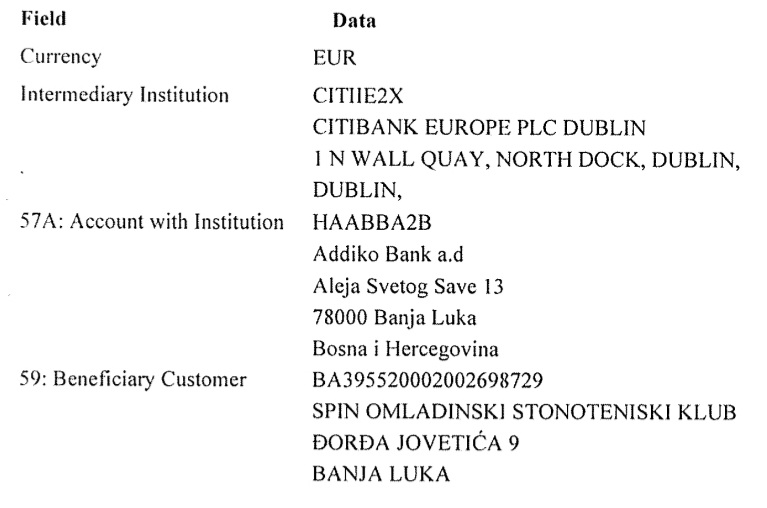 Field Data
Currency EUR
Intermediary Institution CITIIE2X
CITIBANK EUROPE PLC DUBLIN
1 N WALL QUAY, NORTH DOCK, DUBLIN,
DUBLIN,
57A: Account with Institution HAABBA2B
Addiko Bank a.d
Aleja Svetog Save 13
78000 Banja Luka
Bosna i Hercegovina
59: Beneficiary Customer BA395520002002698729
SPIN OMLADINSKI STONOTENISKI KLUB
ĐORĐA JOVETIĆA 9
BANJA LUKA